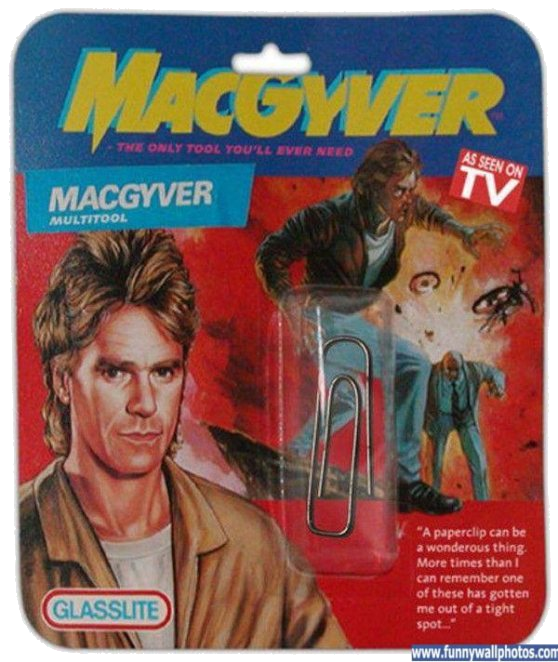 MACGYVER
- THE ONLY TOOL YOU'LL EVER NEED
AS SEEN ON
TV
MACGYVER
MULTITOOL
"A paperclip can be
a wonderous thing.
More times than I
can remember one
of these has gotten
me out of a tight
spot..."
GLASSLITE
www.funnywallphotos.com